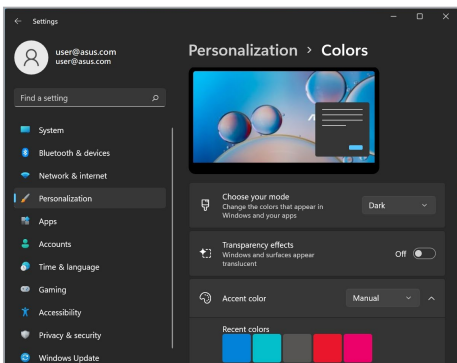 Settings
user@asus.com
user@asus.com
Find a setting
System
Bluetooth & devices
Network & internet
Personalization
Apps
Accounts
Time & language
Gaming
Accessibility
Privacy & security
Windows Update
Personalization > Colors
Choose your mode
Change the colors that appear in
Windows and your apps
Dark
Transparency effects
Windows and surfaces appear
translucent
Off
Accent color
Manual
Recent colors